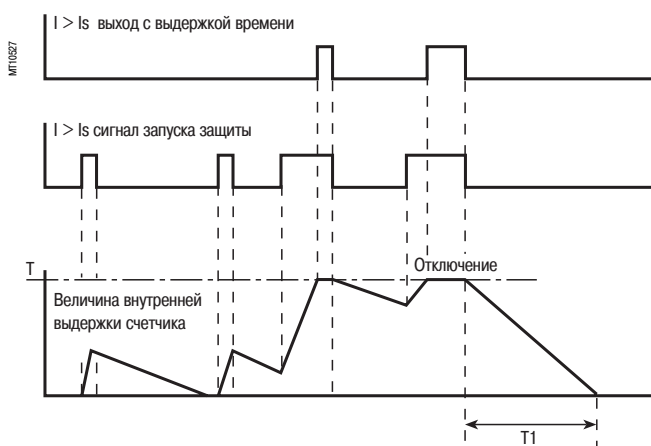 I > Is выход с выдержкой времени
MT10527
I > Is сигнал запуска защиты
T
Отключение
Величина внутренней
выдержки счетчика
T1